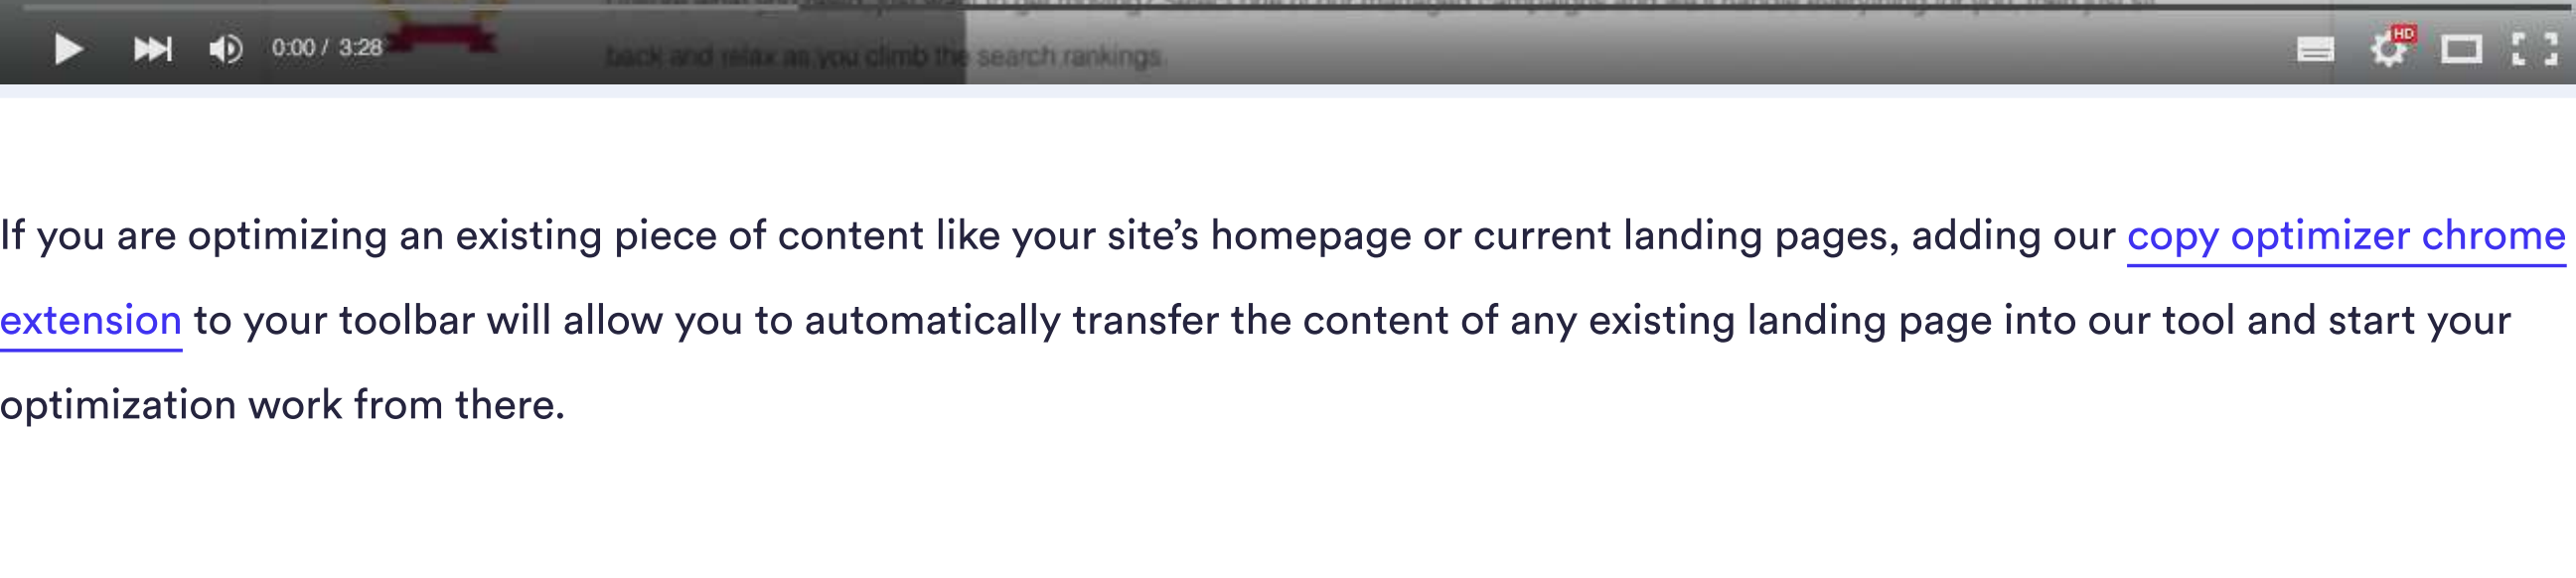 0:00 / 3:28
HD
back and relax as you climb the search rankings.
If you are optimizing an existing piece of content like your site’s homepage or current landing pages, adding our copy optimizer chrome
extension to your toolbar will allow you to automatically transfer the content of any existing landing page into our tool and start your
optimization work from there.